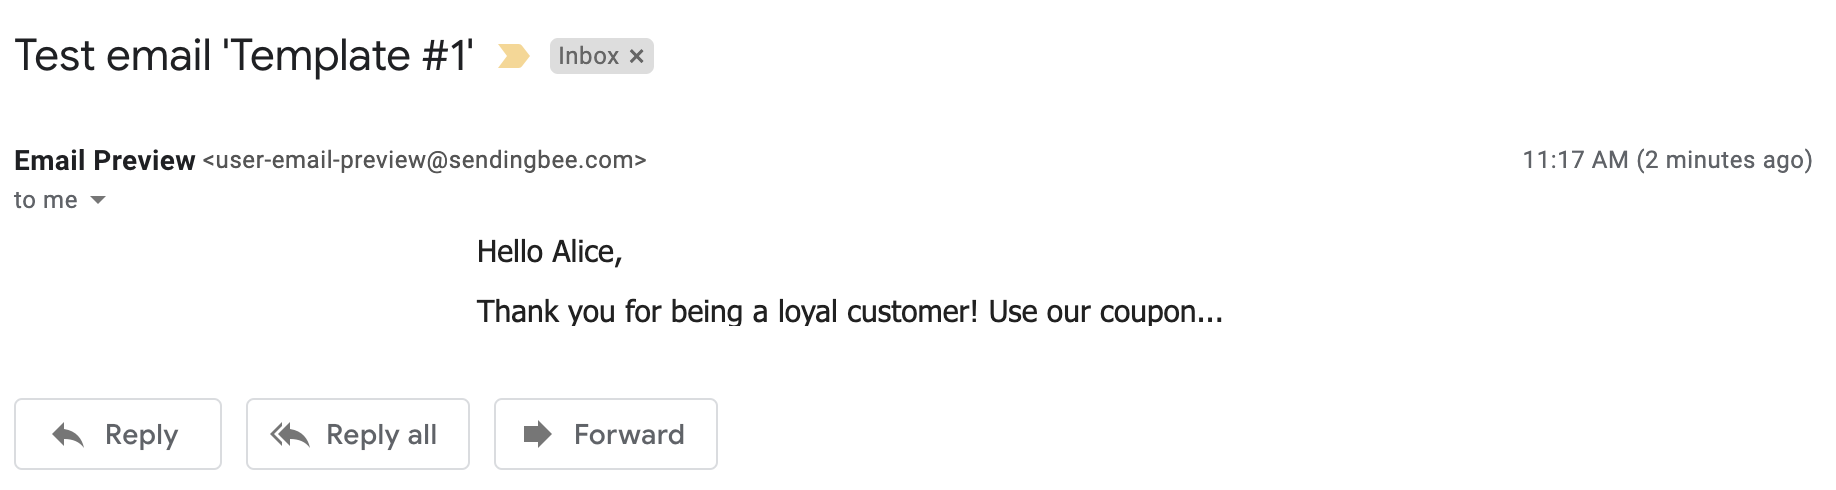 Test email 'Template #1' Inbox ×
Email Preview <user-email-preview@sendingbee.com> 11:17 AM (2 minutes ago)
to me
Hello Alice,
Thank you for being a loyal customer! Use our coupon...
Reply Reply all Forward